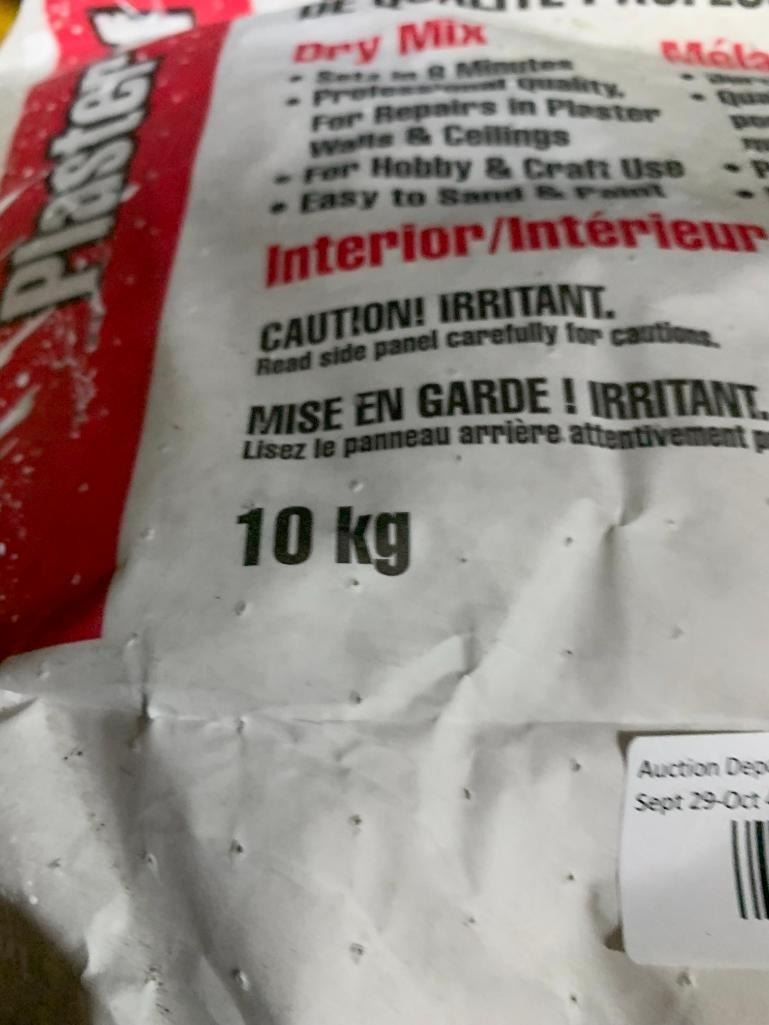 Plaster
Dry Mix
• Sets in 8 Minutes
• Professional Quality,
For Repairs in Plaster
Walls & Ceilings
• For Hobby & Craft Use
• Easy to Sand & Paint
Interior/Intérieur
CAUTION! IRRITANT.
Read side panel carefully for cautions.
MISE EN GARDE ! IRRITANT.
Lisez le panneau arrière attentivement
10 kg
Auction
Sept 29-Oct